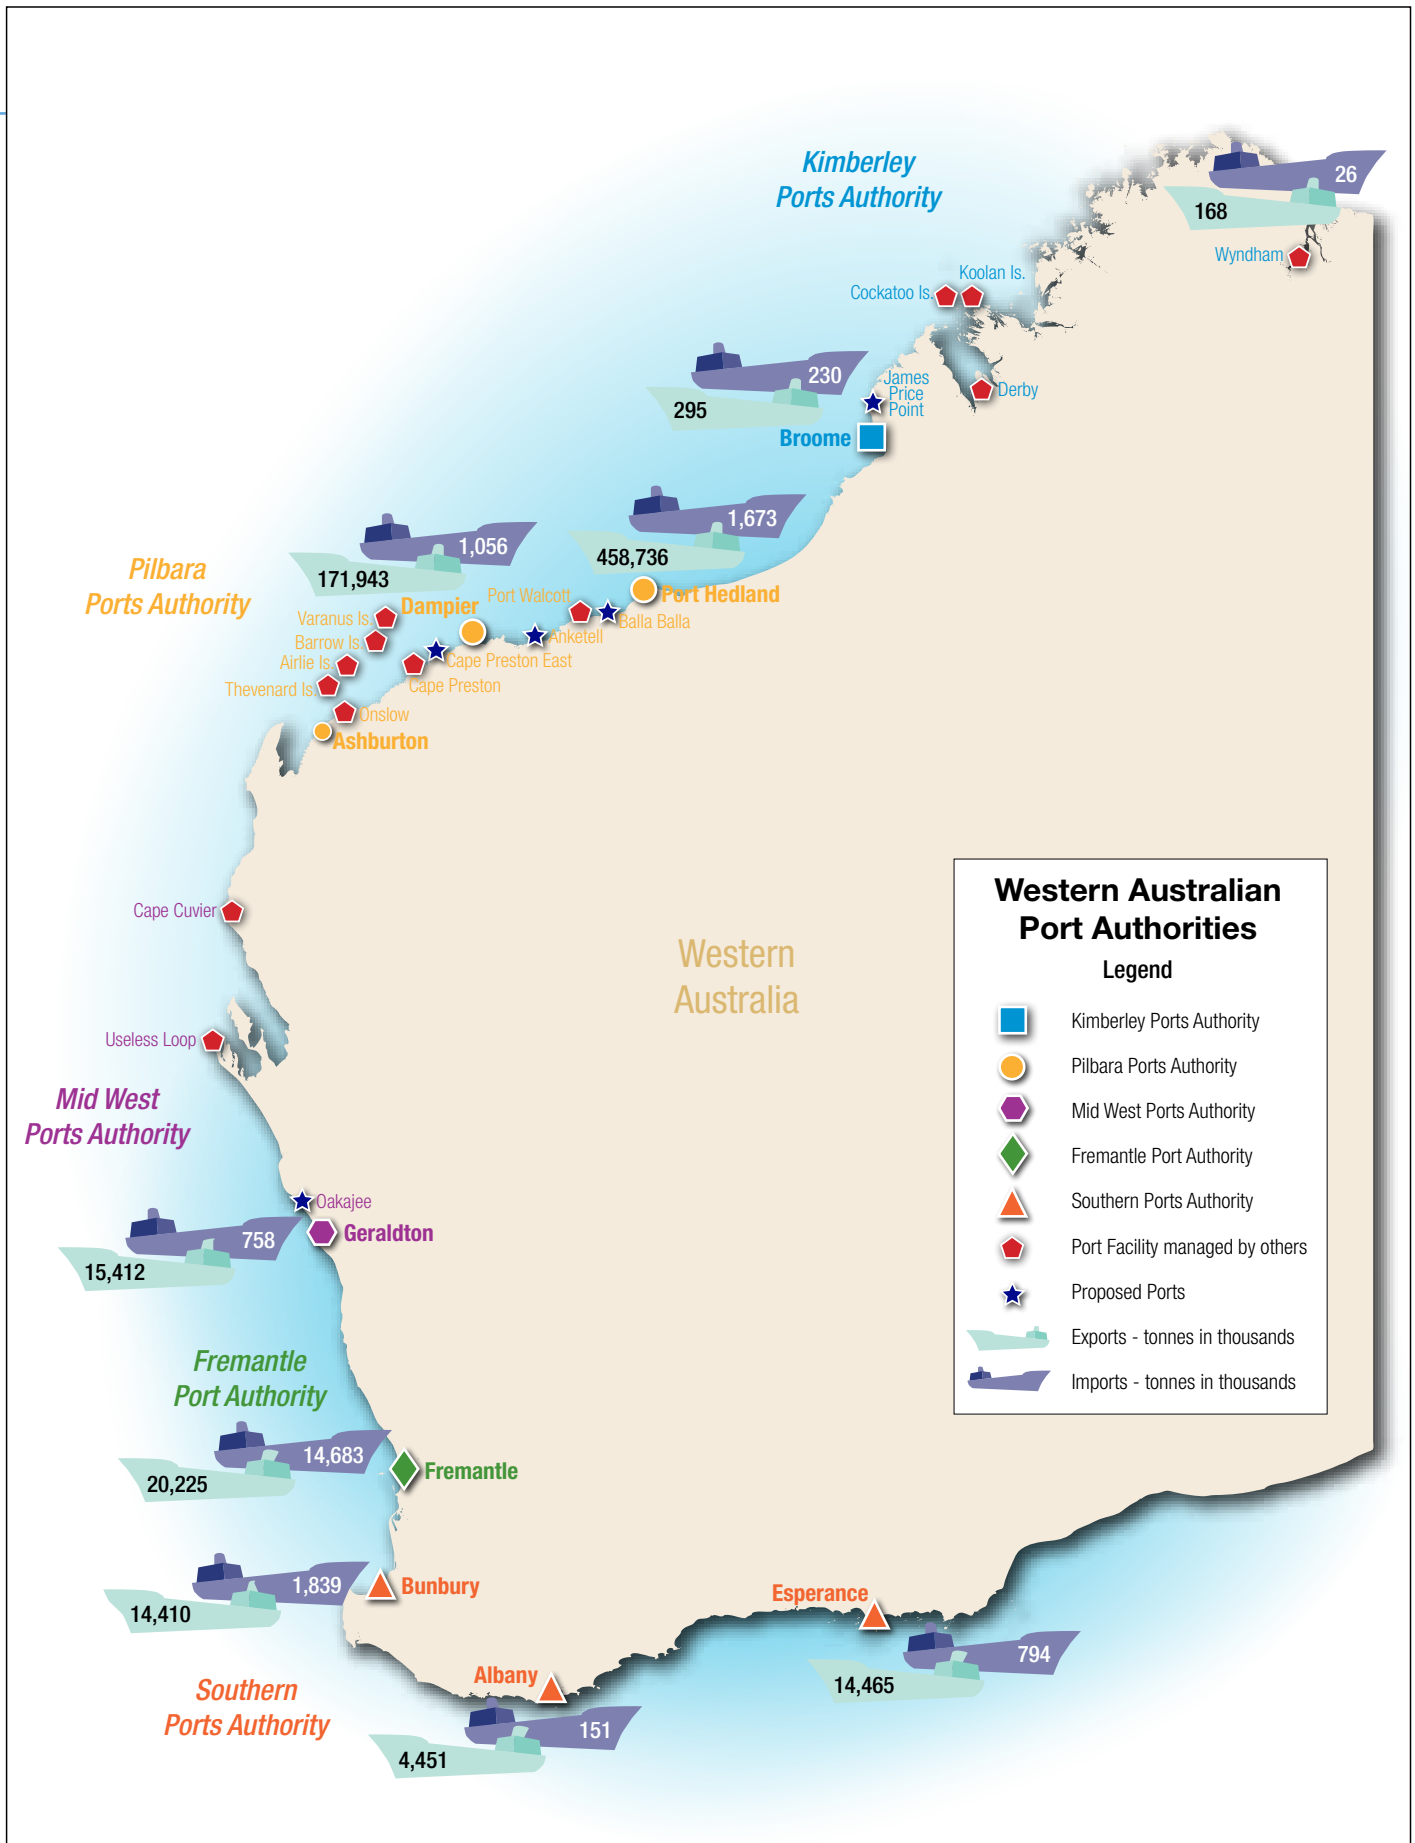 Kimberley
Ports Authority
26
168
Wyndham
Koolan Is.
Cockatoo Is.
230
295
James
Price
Point
Derby
Broome
1,673
458,736
1,056
171,943
Pilbara
Ports Authority
Port Walcott
Port Hedland
Varanus Is.
Dampier
Balla Balla
Barrow Is.
Anketell
Airlie Is.
Cape Preston East
Thevenard Is.
Cape Preston
Onslow
Ashburton
Cape Cuvier
Western
Australia
Useless Loop
Mid West
Ports Authority
Oakajee
758
15,412
Geraldton
Fremantle
Port Authority
14,683
20,225
Fremantle
1,839
14,410
Bunbury
Esperance
794
14,465
Albany
151
4,451
Southern
Ports Authority
Western Australian
Port Authorities
Legend
Kimberley Ports Authority
Pilbara Ports Authority
Mid West Ports Authority
Fremantle Port Authority
Southern Ports Authority
Port Facility managed by others
Proposed Ports
Exports - tonnes in thousands
Imports - tonnes in thousands